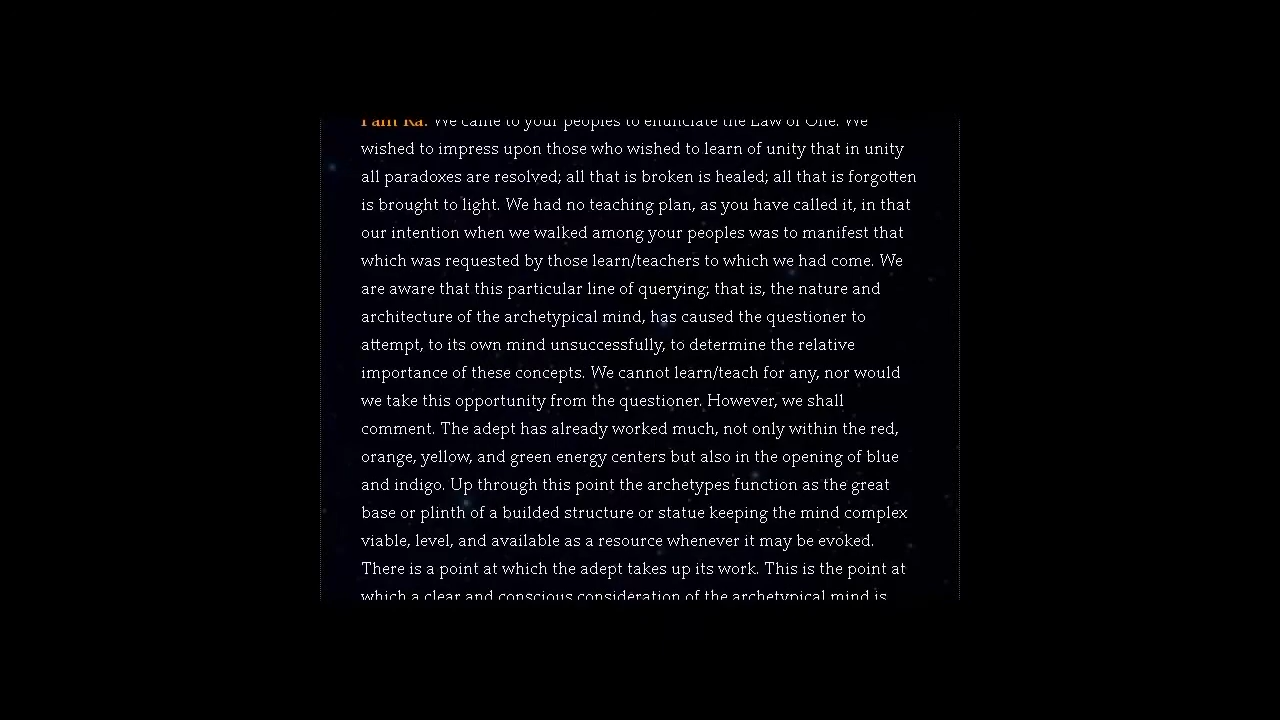 I am Ra. We came to your peoples to enunciate the Law of One. We
wished to impress upon those who wished to learn of unity that in unity
all paradoxes are resolved; all that is broken is healed; all that is forgotten
is brought to light. We had no teaching plan, as you have called it, in that
our intention when we walked among your peoples was to manifest that
which was requested by those learn/teachers to which we had come. We
are aware that this particular line of querying; that is, the nature and
architecture of the archetypical mind, has caused the questioner to
attempt, to its own mind unsuccessfully, to determine the relative
importance of these concepts. We cannot learn/teach for any, nor would
we take this opportunity from the questioner. However, we shall
comment. The adept has already worked much, not only within the red,
orange, yellow, and green energy centers but also in the opening of blue
and indigo. Up through this point the archetypes function as the great
base or plinth of a builded structure or statue keeping the mind complex
viable, level, and available as a resource whenever it may be evoked.
There is a point at which the adept takes up its work. This is the point at
which a clear and conscious consideration of the archetypical mind is